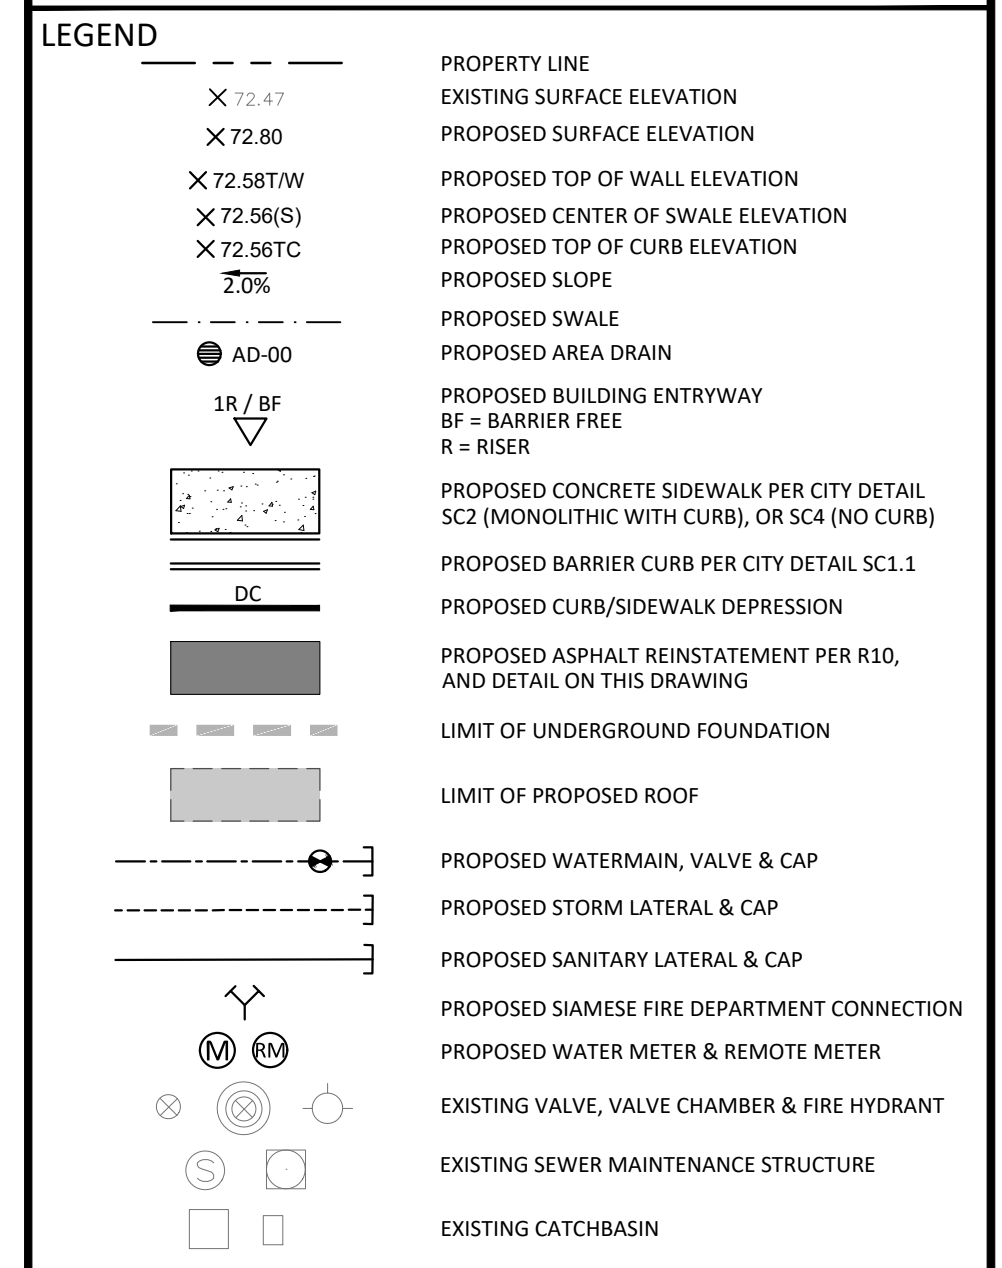 LEGEND
PROPERTY LINE
72.47 EXISTING SURFACE ELEVATION
72.80 PROPOSED SURFACE ELEVATION
72.58T/W PROPOSED TOP OF WALL ELEVATION
72.56(S) PROPOSED CENTER OF SWALE ELEVATION
72.56TC PROPOSED TOP OF CURB ELEVATION
2.0% PROPOSED SLOPE
PROPOSED SWALE
AD-00 PROPOSED AREA DRAIN
1R / BF PROPOSED BUILDING ENTRYWAY
BF = BARRIER FREE
R = RISER
PROPOSED CONCRETE SIDEWALK PER CITY DETAIL
SC2 (MONOLITHIC WITH CURB), OR SC4 (NO CURB)
PROPOSED BARRIER CURB PER CITY DETAIL SC1.1
DC PROPOSED CURB/SIDEWALK DEPRESSION
PROPOSED ASPHALT REINSTATEMENT PER R10,
AND DETAIL ON THIS DRAWING
LIMIT OF UNDERGROUND FOUNDATION
LIMIT OF PROPOSED ROOF
PROPOSED WATERMAIN, VALVE & CAP
PROPOSED STORM LATERAL & CAP
PROPOSED SANITARY LATERAL & CAP
PROPOSED SIAMESE FIRE DEPARTMENT CONNECTION
M RM PROPOSED WATER METER & REMOTE METER
EXISTING VALVE, VALVE CHAMBER & FIRE HYDRANT
S EXISTING SEWER MAINTENANCE STRUCTURE
EXISTING CATCHBASIN